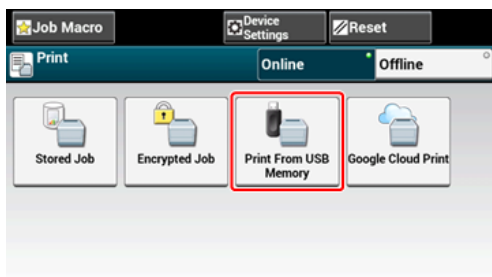 Job Macro
Device
Settings
Reset
Print
Online
Offline
Stored Job
Encrypted Job
Print From USB
Memory
Google Cloud Print